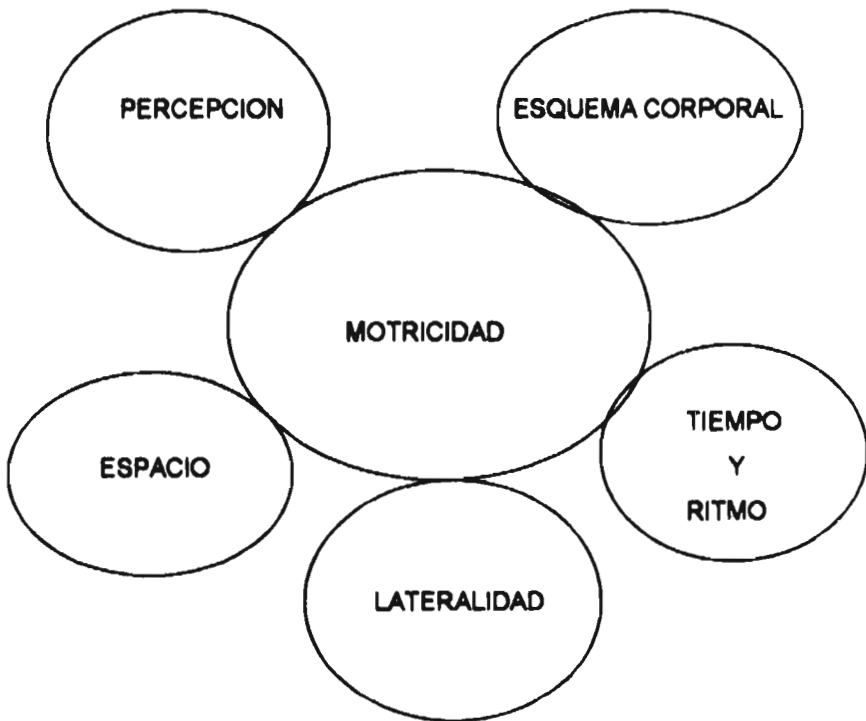 PERCEPCION
ESQUEMA CORPORAL
MOTRICIDAD
ESPACIO
TIEMPO
Y
RITMO
LATERALIDAD